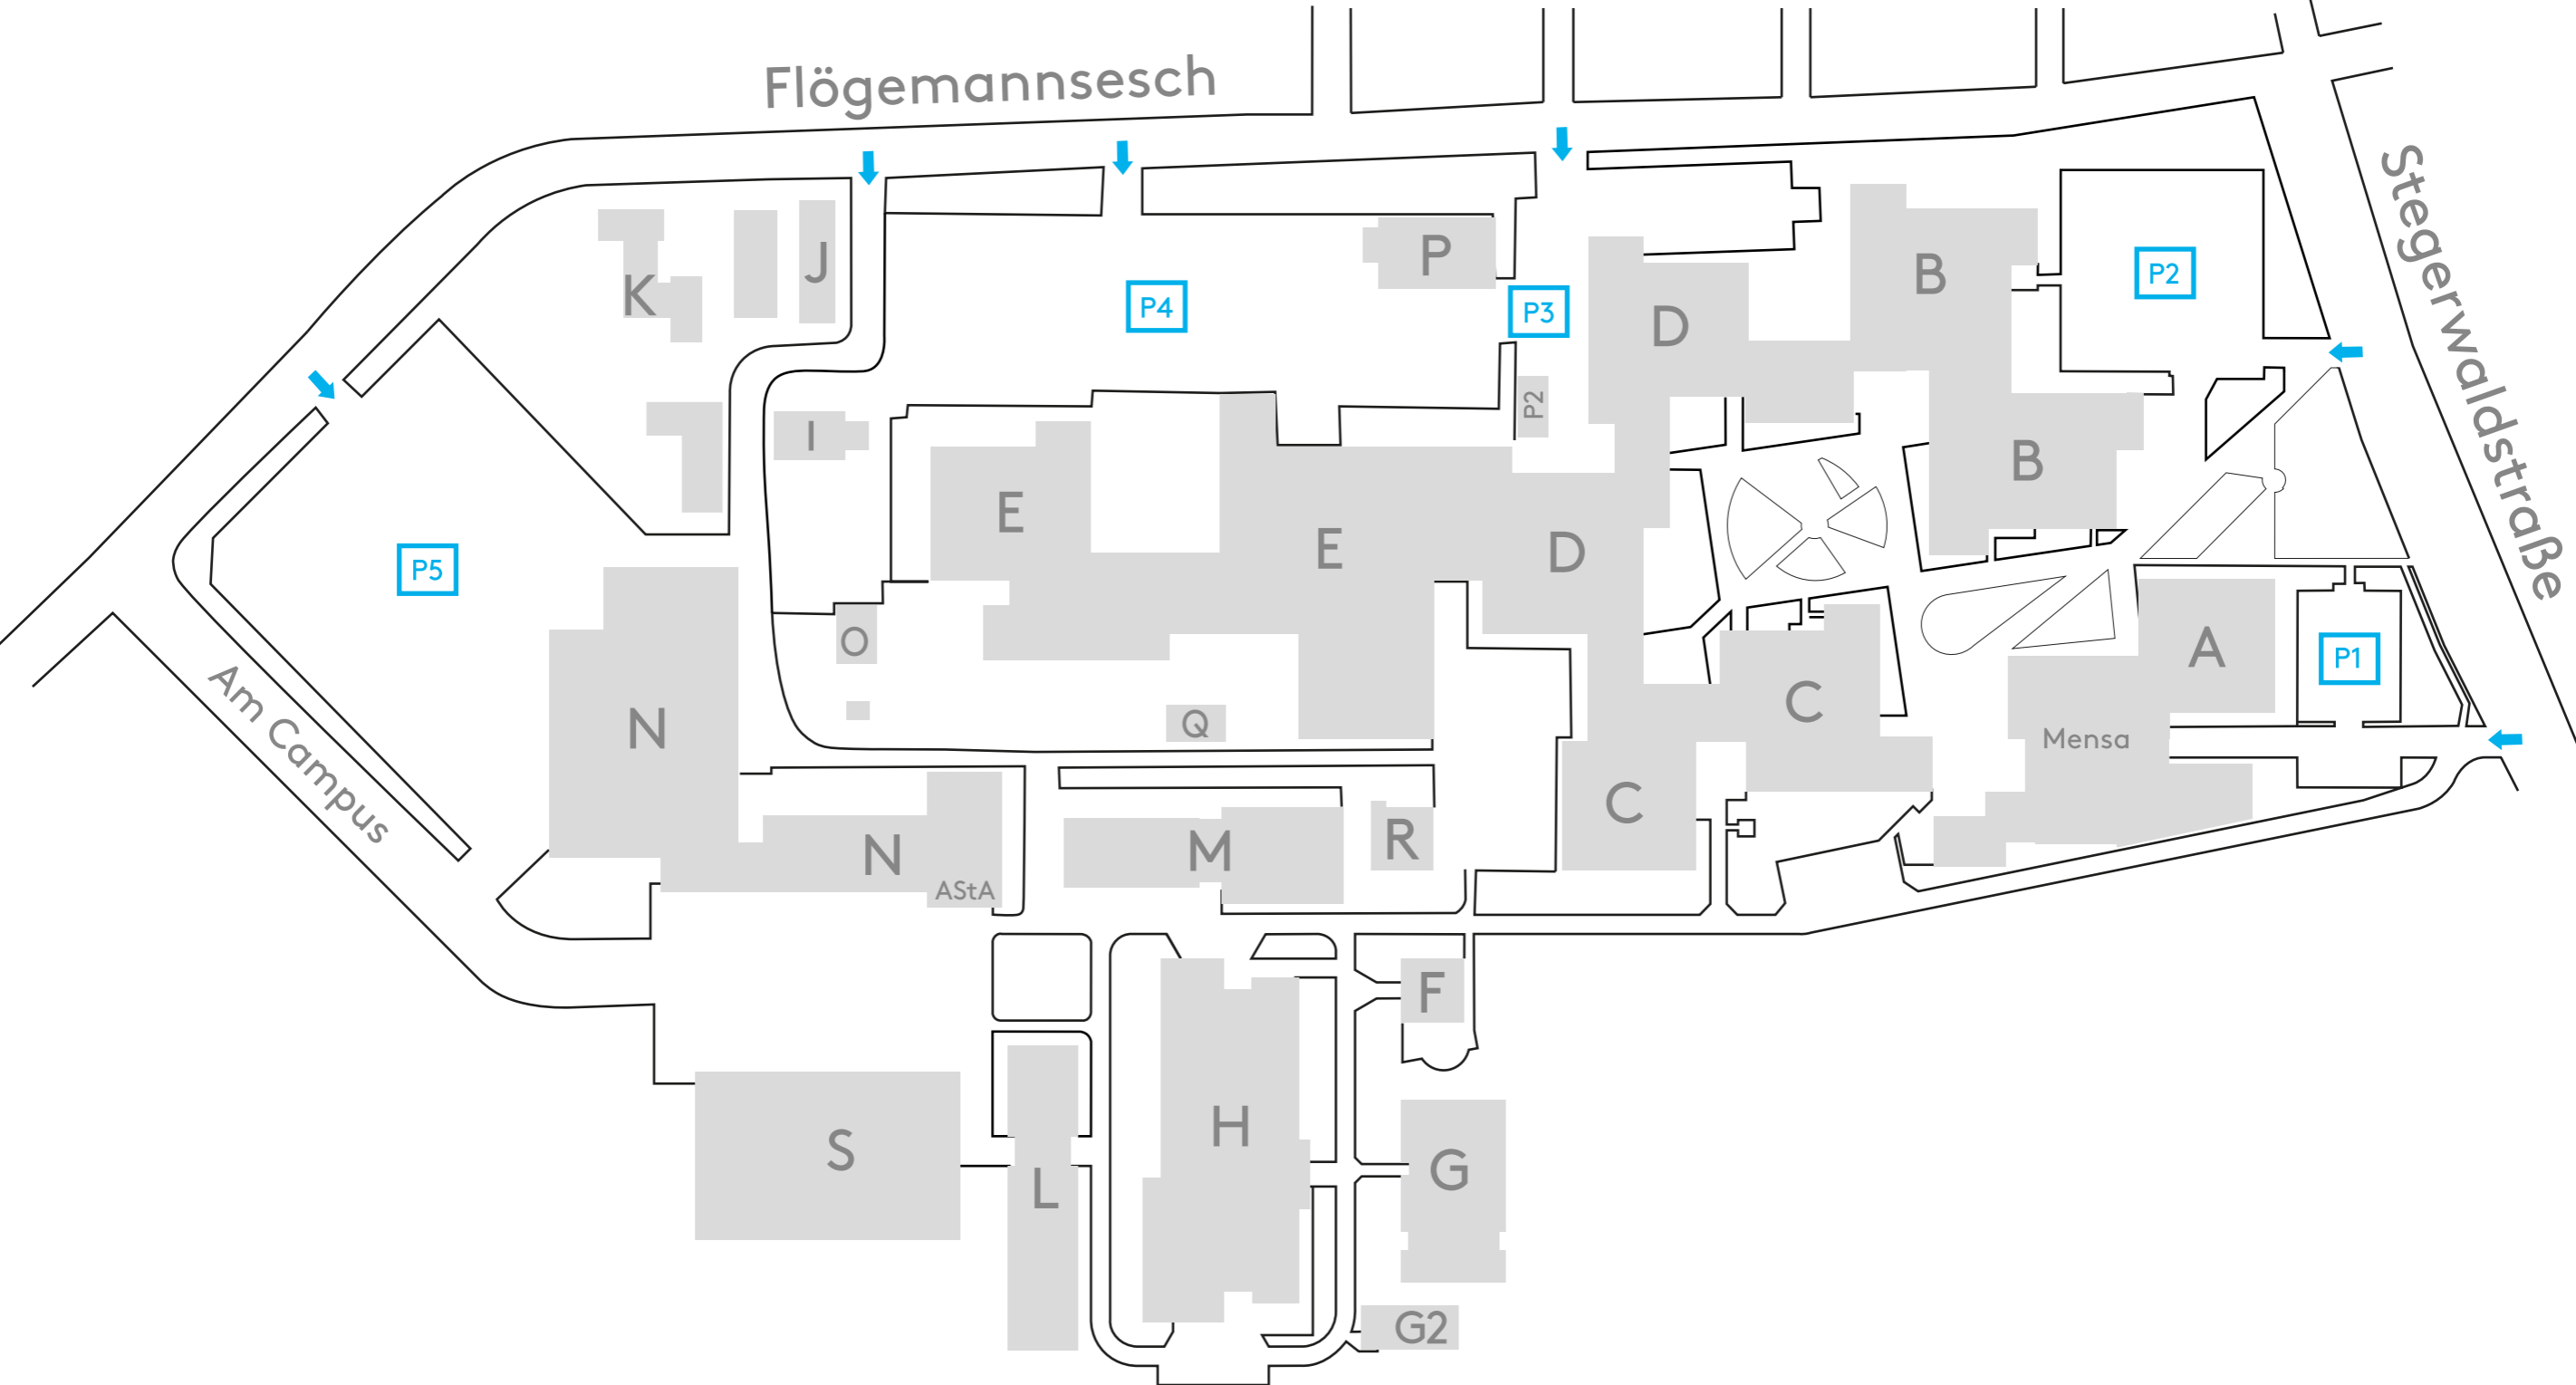 Flögemannsesch
Stegerwaldstraße
J
P
B
P2
K
P4
P3
D
P2
I
B
E
E
D
P5
O
A
P1
Am Campus
N
C
Q
Mensa
C
N
M
R
AStA
F
H
S
G
L
G2